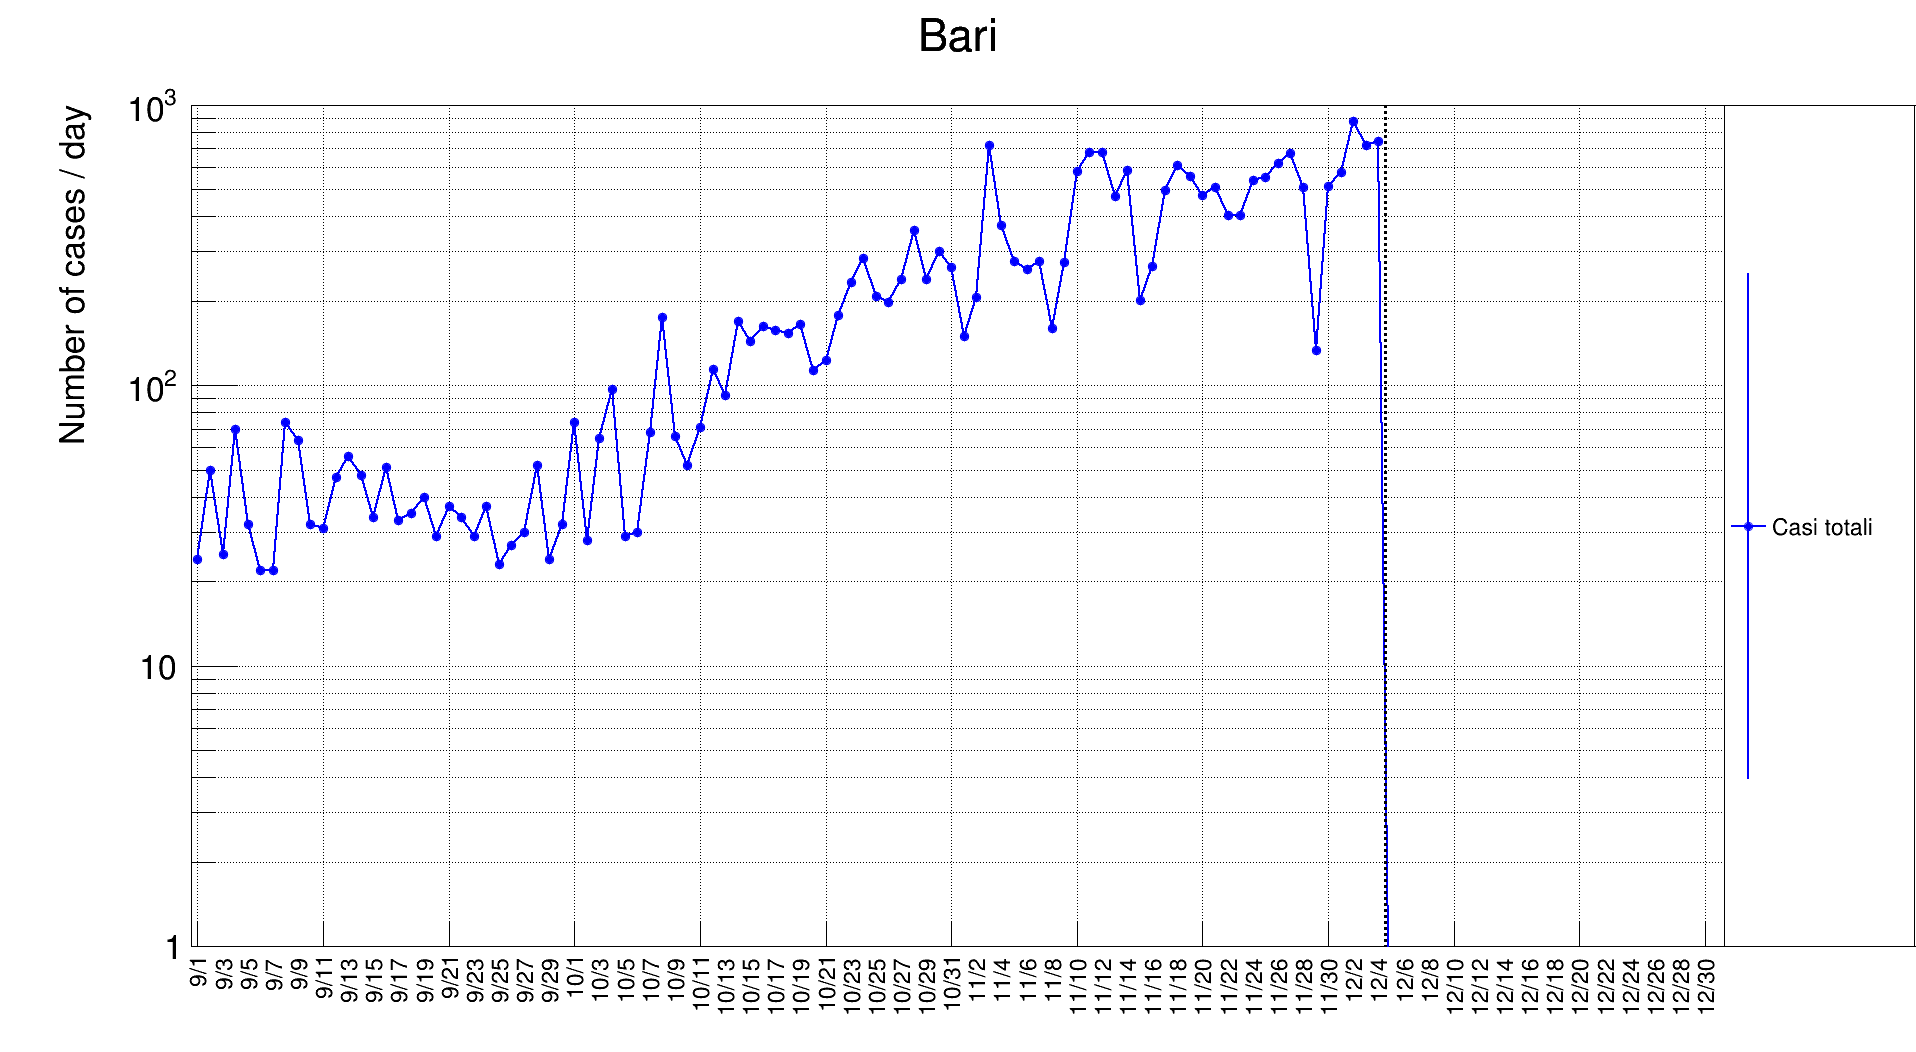 Bari
Number of cases / day
10^3
10^2
10
1
9/1 9/3 9/5 9/7 9/9 9/11 9/13 9/15 9/17 9/19 9/21 9/23 9/25 9/27 9/29 10/1 10/3 10/5 10/7 10/9 10/11 10/13 10/15 10/17 10/19 10/21 10/23 10/25 10/27 10/29 10/31 11/2 11/4 11/6 11/8 11/10 11/12 11/14 11/16 11/18 11/20 11/22 11/24 11/26 11/28 11/30 12/2 12/4 12/6 12/8 12/10 12/12 12/14 12/16 12/18 12/20 12/22 12/24 12/26 12/28 12/30
Casi totali